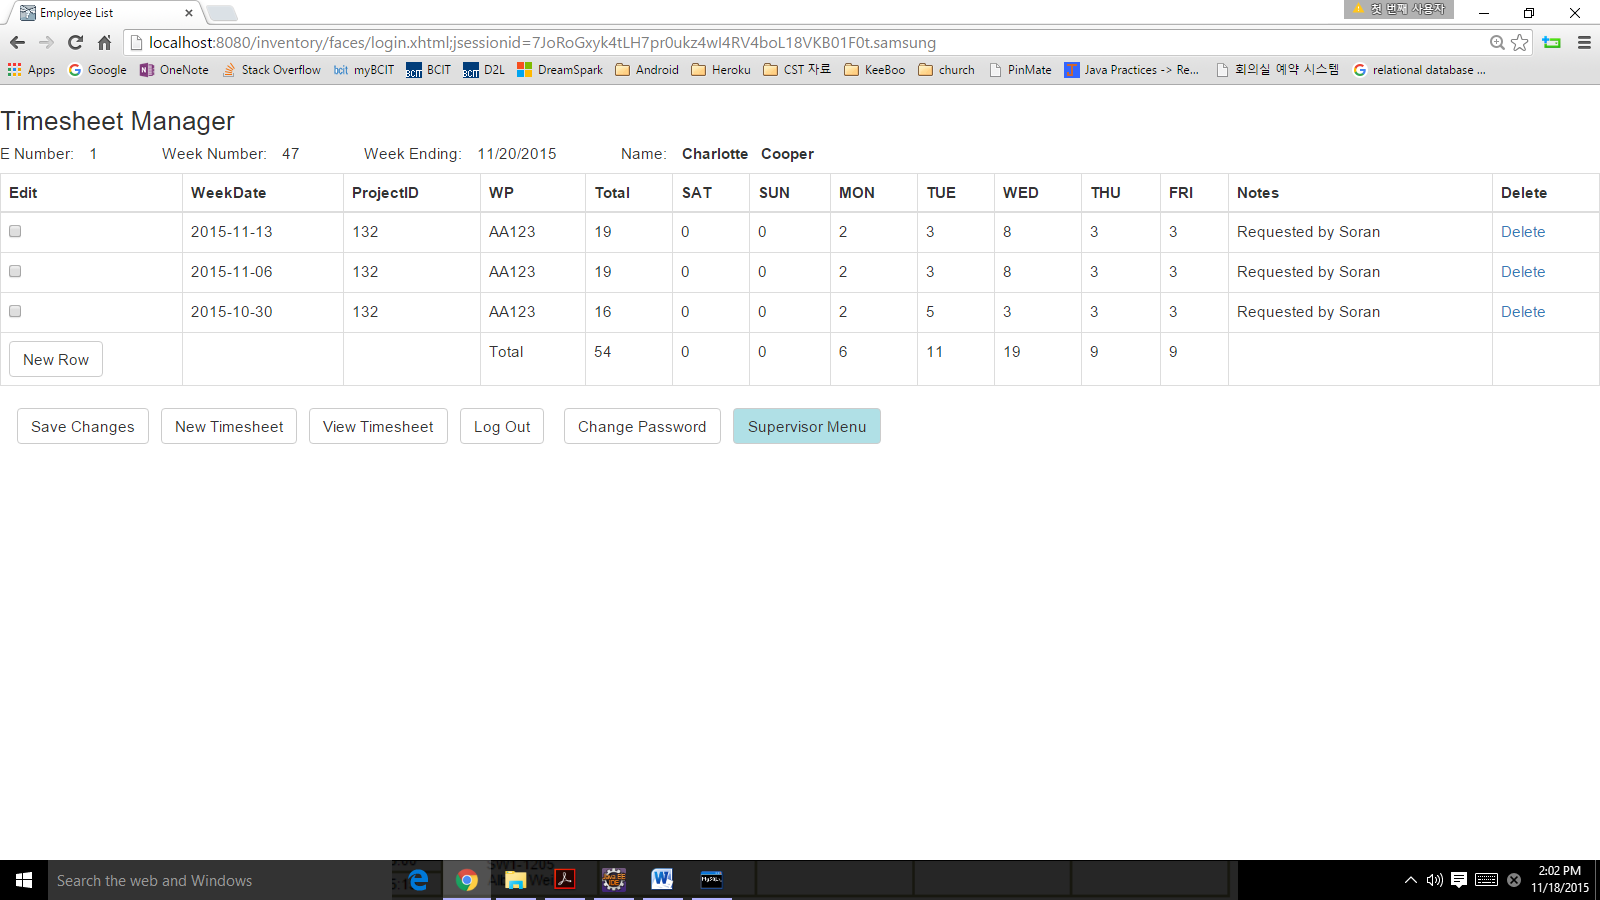 Employee List
첫 번째 사용자
localhost:8080/inventory/faces/login.xhtml;jsessionid=7JoRoGxyk4tLH7pr0ukz4wI4RV4boL18VKB01F0t.samsung
Apps Google OneNote Stack Overflow bcit myBCIT BCIT BCIT BCIT D2L DreamSpark Android Heroku CST 자료 KeeBoo church PinMate J Java Practices -> Re... 회의실 예약 시스템 relational database ...
Timesheet Manager
E Number: 1 Week Number: 47 Week Ending: 11/20/2015 Name: Charlotte Cooper
Edit WeekDate ProjectID WP Total SAT SUN MON TUE WED THU FRI Notes Delete
2015-11-13 132 AA123 19 0 0 2 3 8 3 3 Requested by Soran Delete
2015-11-06 132 AA123 19 0 0 2 3 8 3 3 Requested by Soran Delete
2015-10-30 132 AA123 16 0 0 2 5 3 3 3 Requested by Soran Delete
New Row Total 54 0 0 6 11 19 9 9
Save Changes New Timesheet View Timesheet Log Out Change Password Supervisor Menu
Search the web and Windows
2:02 PM
11/18/2015